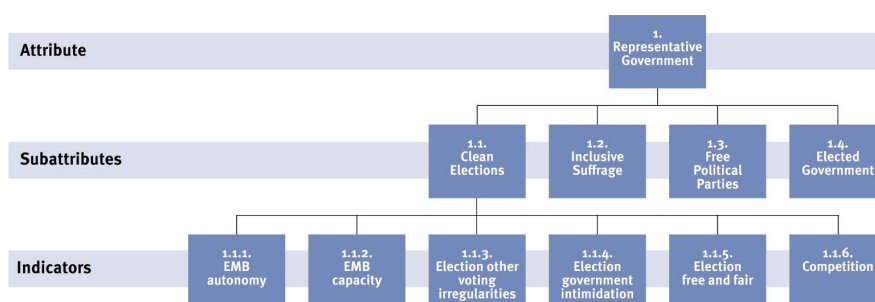 Attribute
1.
Representative
Government
Subattributes
1.1.
Clean
Elections
1.2.
Inclusive
Suffrage
1.3.
Free
Political
Parties
1.4.
Elected
Government
Indicators
1.1.1.
EMB
autonomy
1.1.2.
EMB
capacity
1.1.3.
Election other
voting
irregularities
1.1.4.
Election
government
intimidation
1.1.5.
Election
free and fair
1.1.6.
Competition